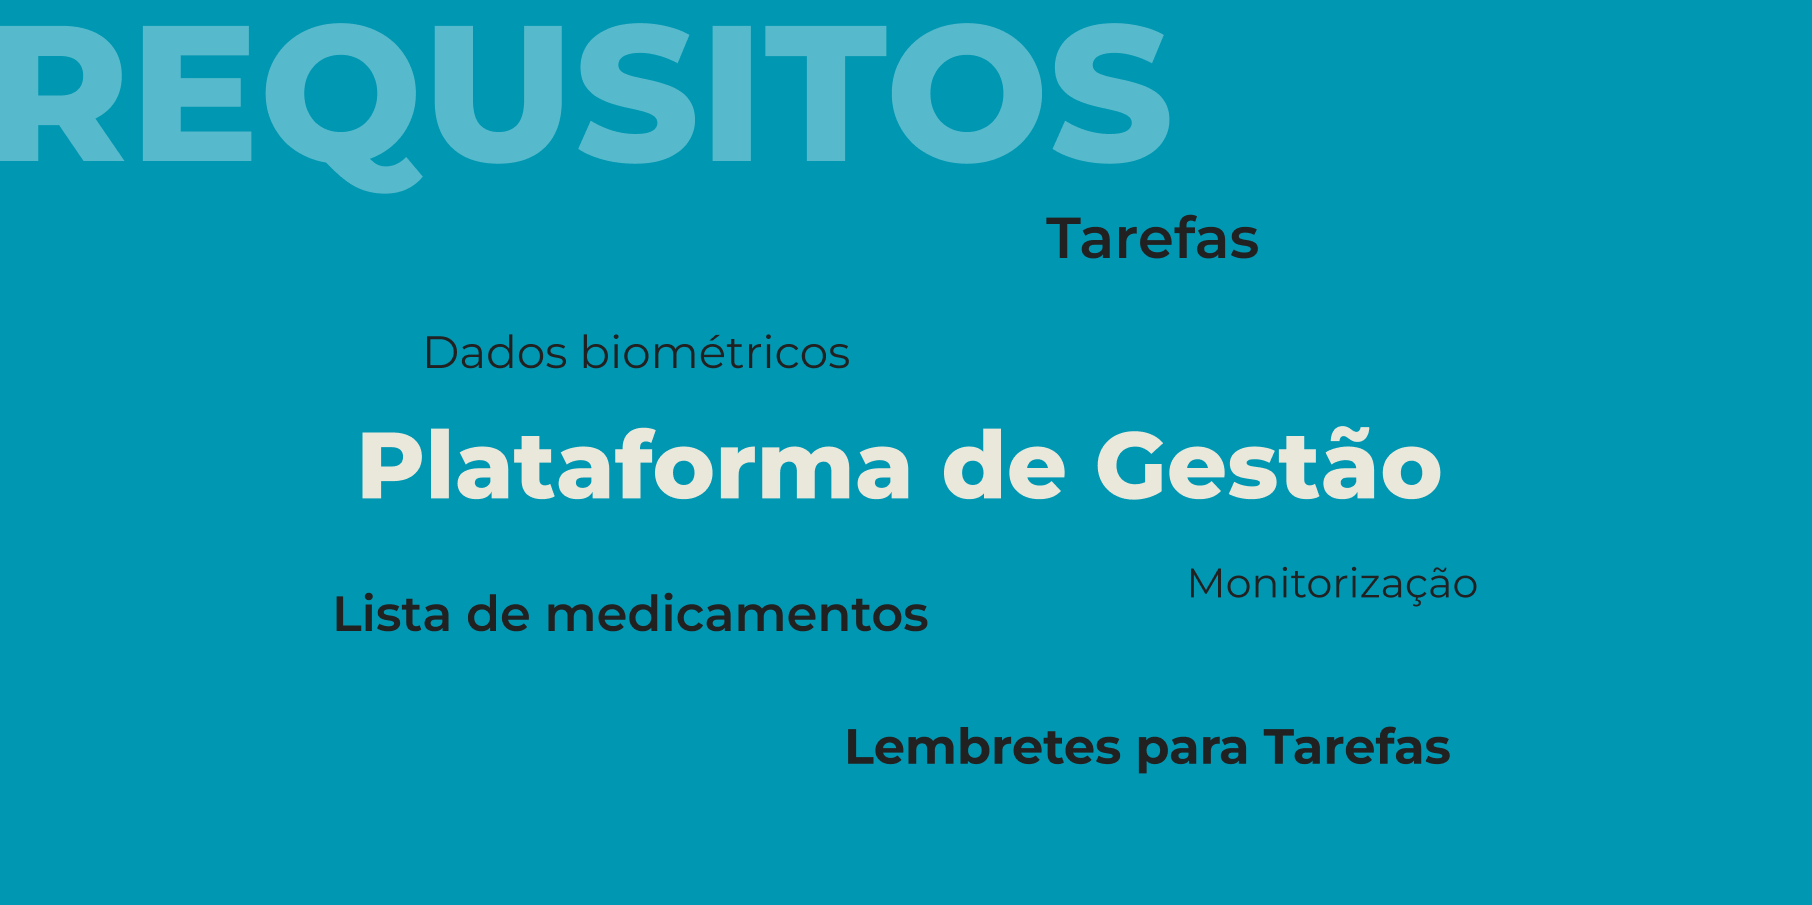 REQUSITOS
Tarefas
Dados biométricos
Plataforma de Gestão
Monitorização
Lista de medicamentos
Lembretes para Tarefas